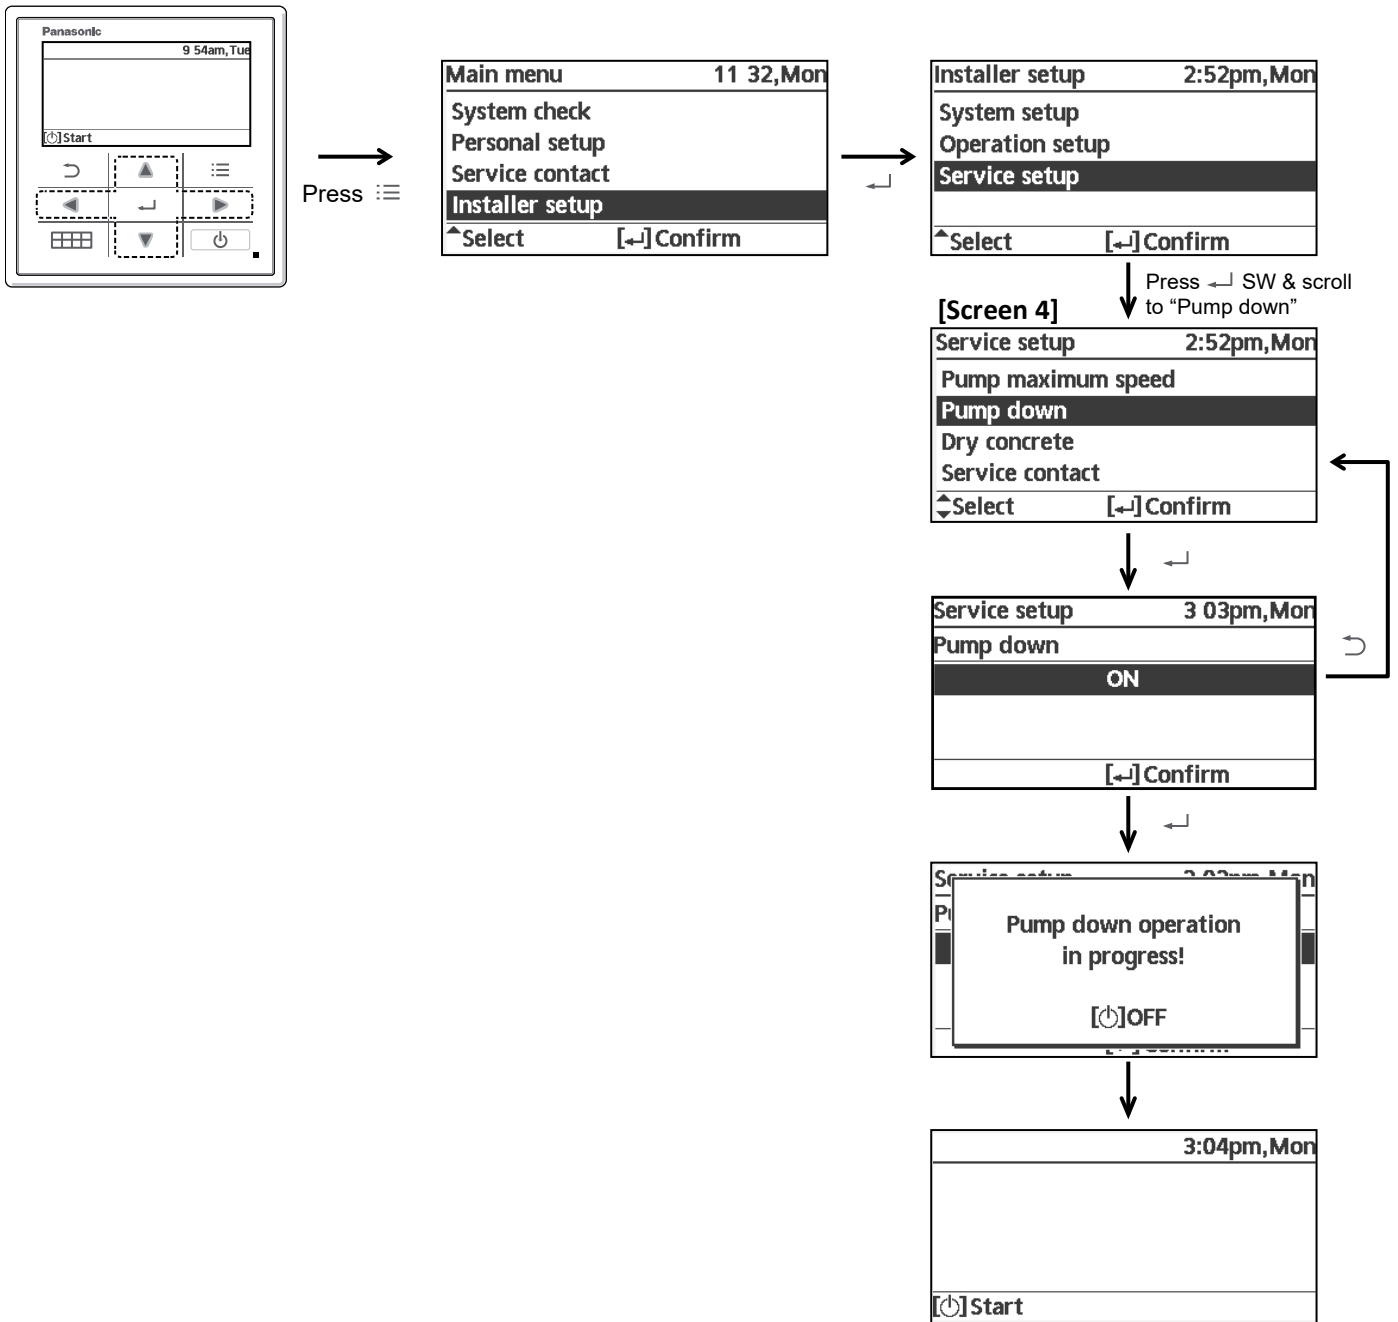 Panasonic
9 54am,Tue
[⏻]Start
Press
Main menu 11 32,Mon
System check
Personal setup
Service contact
Installer setup
Select [↵]Confirm
Installer setup 2:52pm,Mon
System setup
Operation setup
Service setup
Select [↵]Confirm
Press ↵ SW & scroll
to “Pump down”
[Screen 4]
Service setup 2:52pm,Mon
Pump maximum speed
Pump down
Dry concrete
Service contact
Select [↵]Confirm
Service setup 3 03pm,Mon
Pump down
ON
[↵]Confirm
Pump down operation
in progress!
[⏻]OFF
3:04pm,Mon
[⏻]Start